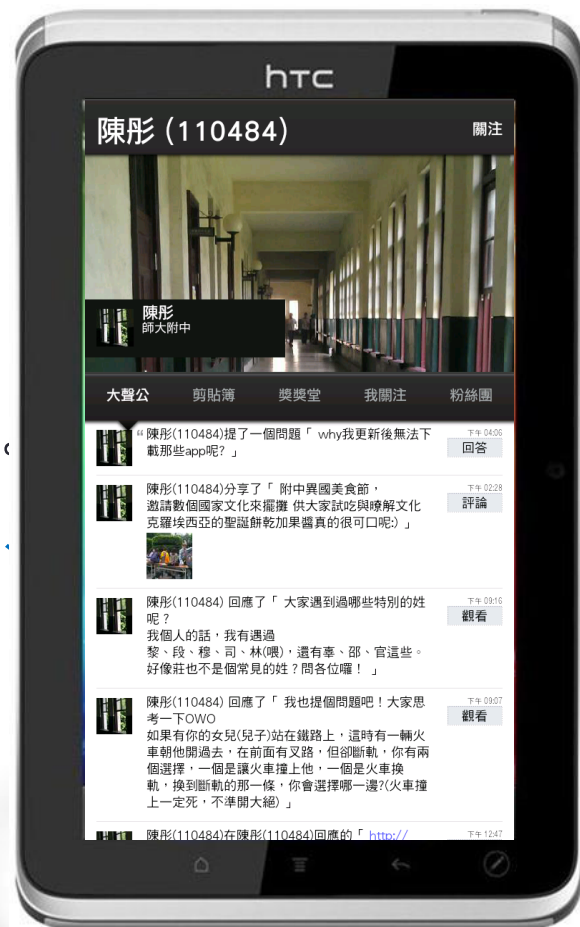 hTC
陳彤 (110484)
關注
陳彤
師大附中
大聲公
剪貼簿
獎獎堂
我關注
粉絲團
“ 陳彤(110484)提了一個問題「 why我更新後無法下
載那些app呢? 」
下午 04:06
回答
陳彤(110484)分享了「 附中異國美食節，
邀請數個國家文化來擺攤 供大家試吃與瞭解文化
克羅埃西亞的聖誕餅乾加果醬真的很可口呢:) 」
下午 02:28
評論
陳彤(110484) 回應了「 大家遇到過哪些特別的姓
呢 ?
我個人的話，我有遇過
黎、段、穆、司、林(喂)，還有辜、邵、官這些。
好像莊也不是個常見的姓 ? 問各位囉！ 」
下午 09:16
觀看
陳彤(110484) 回應了「 我也提個問題吧！大家思
考一下OWO
如果有你的女兒(兒子)站在鐵路上，這時有一輛火
車朝他開過去，在前面有叉路，但卻斷軌，你有兩
個選擇，一個是讓火車撞上他，一個是火車換
軌，換到斷軌的那一條，你會選擇哪一邊?(火車撞
上一定死，不準開大絕) 」
下午 09:07
觀看
陳彤(110484)在陳彤(110484)回應的「 http://
下午 12:47